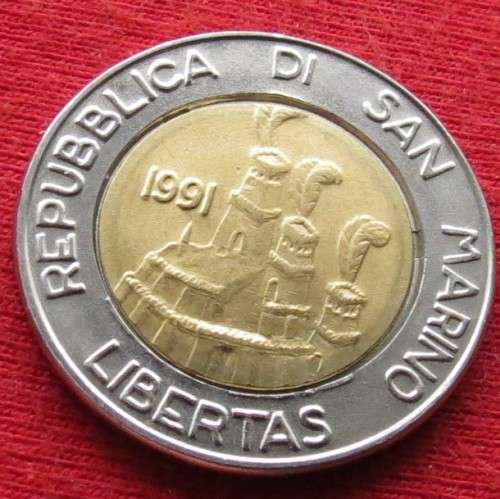 REPUBBLICA DI SAN MARINO
1991
LIBERTAS